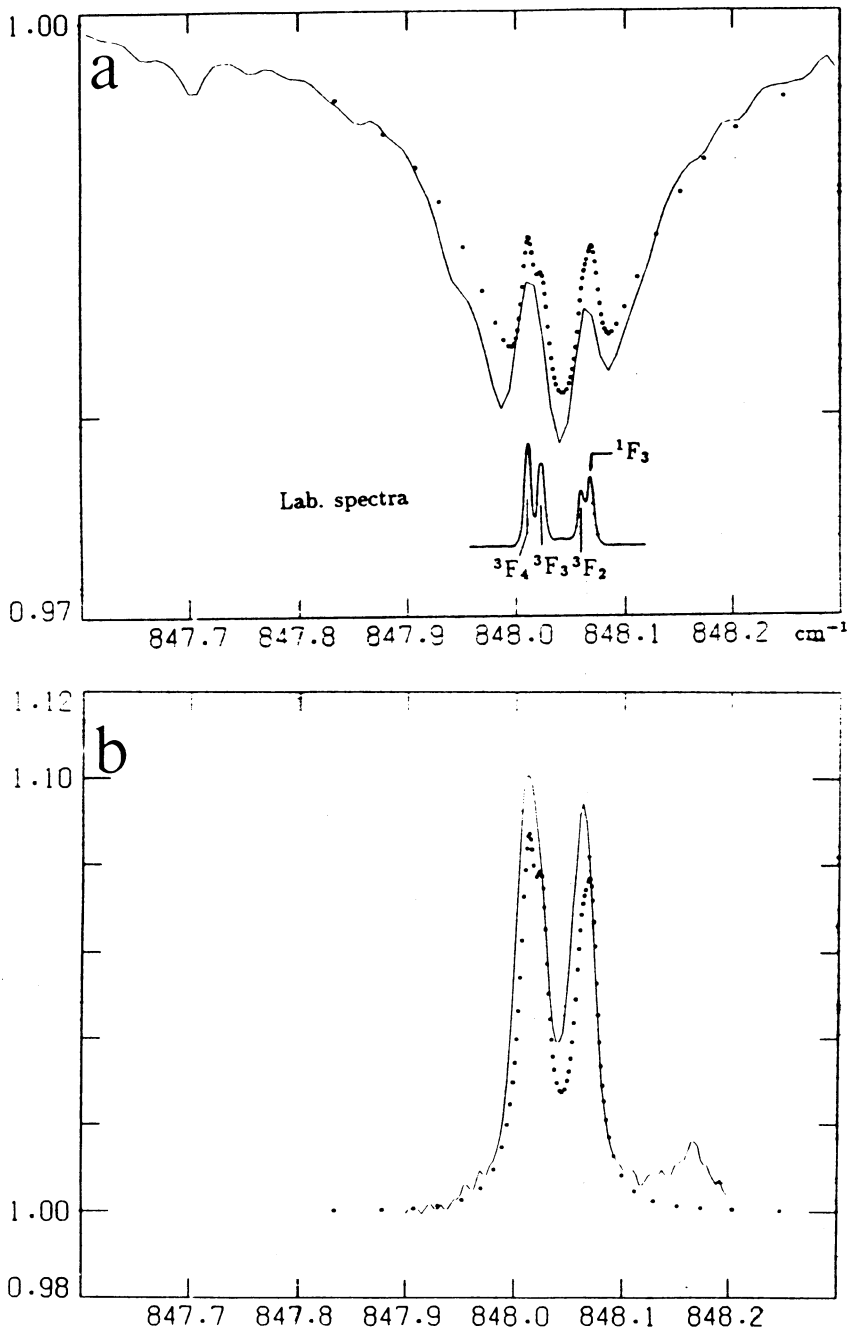 1.00
a
¹F₃
Lab. spectra
³F₄ ³F₃ ³F₂
0.97
847.7 847.8 847.9 848.0 848.1 848.2 cm⁻¹
1.12
b
1.10
1.00
0.98
847.7 847.8 847.9 848.0 848.1 848.2